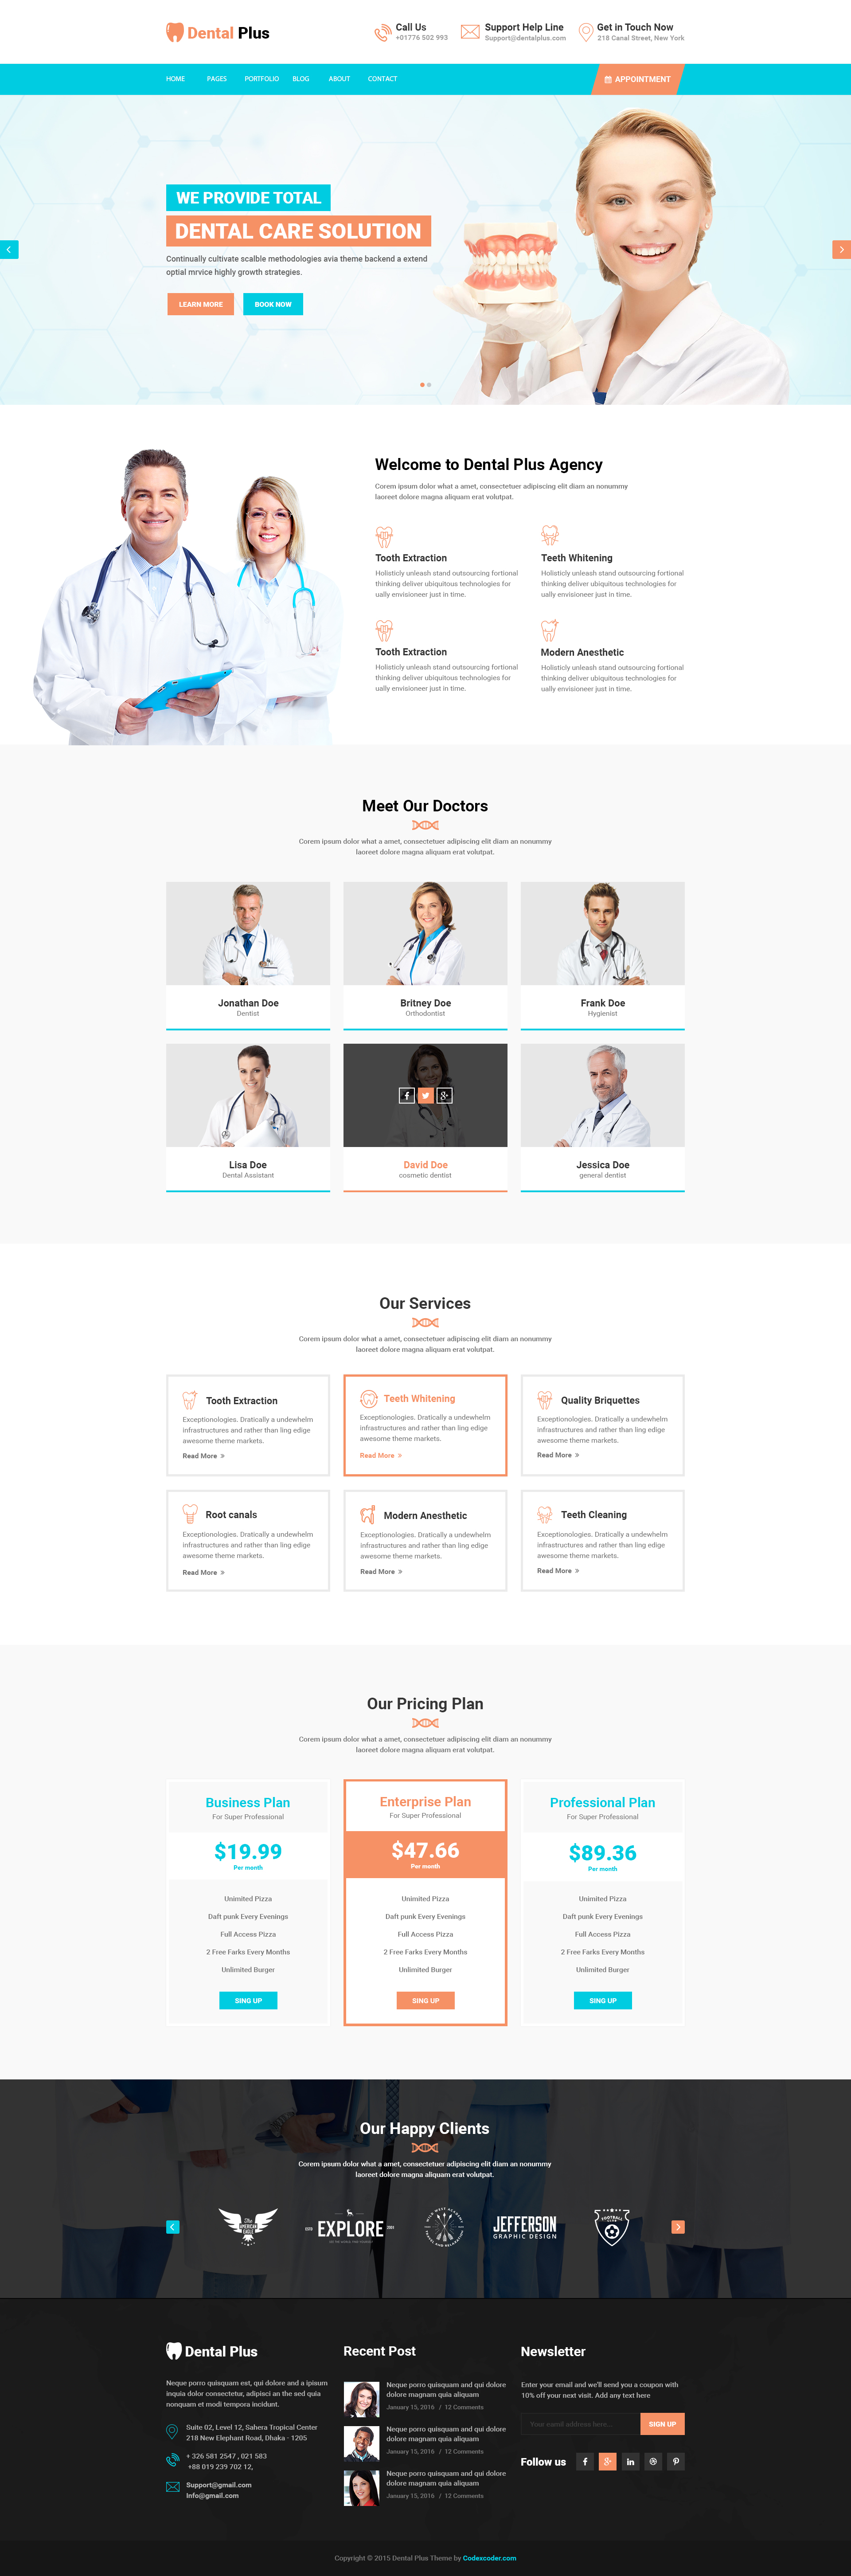 Dental Plus
Call Us
+01776 502 993
Support Help Line
Support@dentalplus.com
Get in Touch Now
218 Canal Street, New York
HOME
PAGES
PORTFOLIO
BLOG
ABOUT
CONTACT
APPOINTMENT
WE PROVIDE TOTAL
DENTAL CARE SOLUTION
Continually cultivate scalble methodologies avia theme backend a extend
optial mrvice highly growth strategies.
LEARN MORE
BOOK NOW
Welcome to Dental Plus Agency
Corem ipsum dolor what a amet, consectetuer adipiscing elit diam an nonummy
laoreet dolore magna aliquam erat volutpat.
Tooth Extraction
Holisticly unleash stand outsourcing fortional
thinking deliver ubiquitous technologies for
ually envisioneer just in time.
Teeth Whitening
Holisticly unleash stand outsourcing fortional
thinking deliver ubiquitous technologies for
ually envisioneer just in time.
Tooth Extraction
Holisticly unleash stand outsourcing fortional
thinking deliver ubiquitous technologies for
ually envisioneer just in time.
Modern Anesthetic
Holisticly unleash stand outsourcing fortional
thinking deliver ubiquitous technologies for
ually envisioneer just in time.
Meet Our Doctors
Corem ipsum dolor what a amet, consectetuer adipiscing elit diam an nonummy
laoreet dolore magna aliquam erat volutpat.
Jonathan Doe
Dentist
Britney Doe
Orthodontist
Frank Doe
Hygienist
Lisa Doe
Dental Assistant
David Doe
cosmetic dentist
Jessica Doe
general dentist
Our Services
Corem ipsum dolor what a amet, consectetuer adipiscing elit diam an nonummy
laoreet dolore magna aliquam erat volutpat.
Tooth Extraction
Exceptionologies. Dratically a undewhelm
infrastructures and rather than ling edige
awesome theme markets.
Read More »
Teeth Whitening
Exceptionologies. Dratically a undewhelm
infrastructures and rather than ling edige
awesome theme markets.
Read More »
Quality Briquettes
Exceptionologies. Dratically a undewhelm
infrastructures and rather than ling edige
awesome theme markets.
Read More »
Root canals
Exceptionologies. Dratically a undewhelm
infrastructures and rather than ling edige
awesome theme markets.
Read More »
Modern Anesthetic
Exceptionologies. Dratically a undewhelm
infrastructures and rather than ling edige
awesome theme markets.
Read More »
Teeth Cleaning
Exceptionologies. Dratically a undewhelm
infrastructures and rather than ling edige
awesome theme markets.
Read More »
Our Pricing Plan
Corem ipsum dolor what a amet, consectetuer adipiscing elit diam an nonummy
laoreet dolore magna aliquam erat volutpat.
Business Plan
For Super Professional
$19.99
Per month
Unimited Pizza
Daft punk Every Evenings
Full Access Pizza
2 Free Farks Every Months
Unlimited Burger
SING UP
Enterprise Plan
For Super Professional
$47.66
Per month
Unimited Pizza
Daft punk Every Evenings
Full Access Pizza
2 Free Farks Every Months
Unlimited Burger
SING UP
Professional Plan
For Super Professional
$89.36
Per month
Unimited Pizza
Daft punk Every Evenings
Full Access Pizza
2 Free Farks Every Months
Unlimited Burger
SING UP
Our Happy Clients
Corem ipsum dolor what a amet, consectetuer adipiscing elit diam an nonummy
laoreet dolore magna aliquam erat volutpat.
The
AMERICAN
EAGLE
EXPLORE
WILD WEST ACADEMY
JEFFERSON
GRAPHIC DESIGN
FOOTBALL
Dental Plus
Neque porro quisquam est, qui dolore and a ipisum
inquia dolor consectetur, adipisci an the sed quia
nonquam et modi tempora incidunt.
Suite 02, Level 12, Sahera Tropical Center
218 New Elephant Road, Dhaka - 1205
+ 326 581 2547 , 021 583
+88 019 239 702 12,
Support@gmail.com
Info@gmail.com
Recent Post
Neque porro quisquam and qui dolore
dolore magnam quia aliquam
January 15, 2016 / 12 Comments
Neque porro quisquam and qui dolore
dolore magnam quia aliquam
January 15, 2016 / 12 Comments
Neque porro quisquam and qui dolore
dolore magnam quia aliquam
January 15, 2016 / 12 Comments
Newsletter
Enter your email and we'll send you a coupon with
10% off your next visit. Add any text here
Your email address here...
SIGN UP
Follow us
Copyright © 2015 Dental Plus Theme by Codexcoder.com